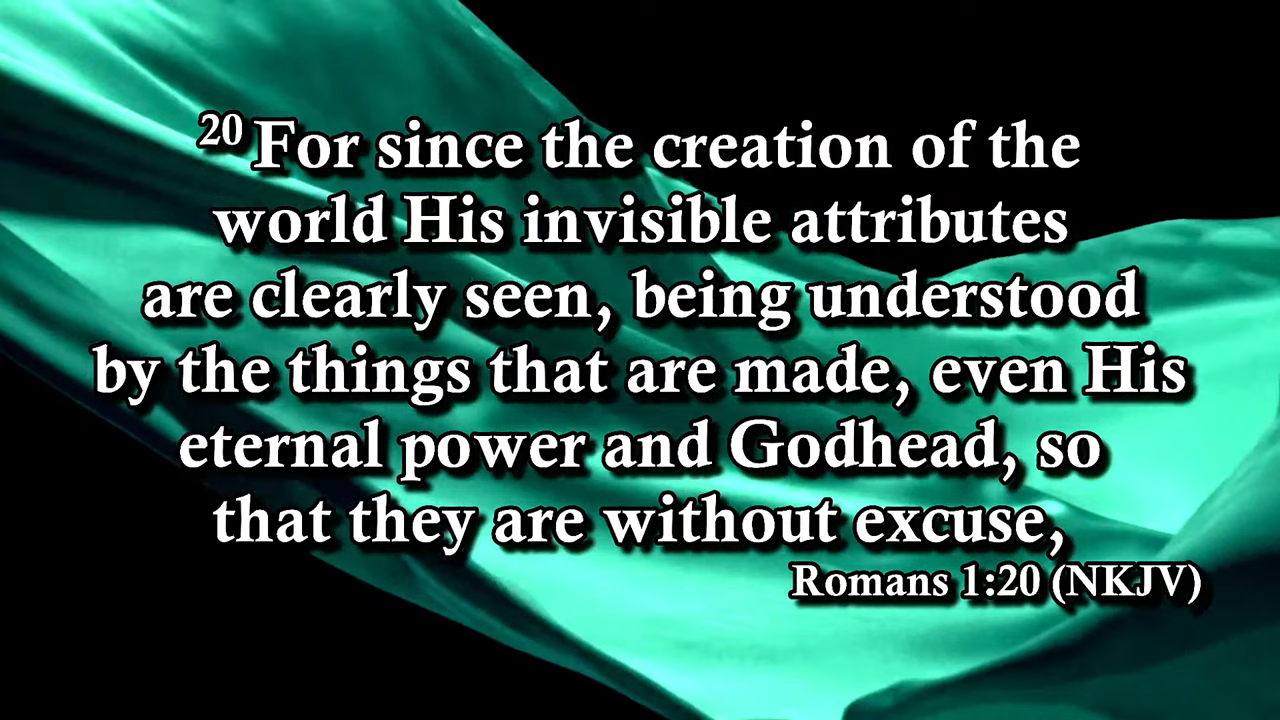 20 For since the creation of the
world His invisible attributes
are clearly seen, being understood
by the things that are made, even His
eternal power and Godhead, so
that they are without excuse,
Romans 1:20 (NKJV)